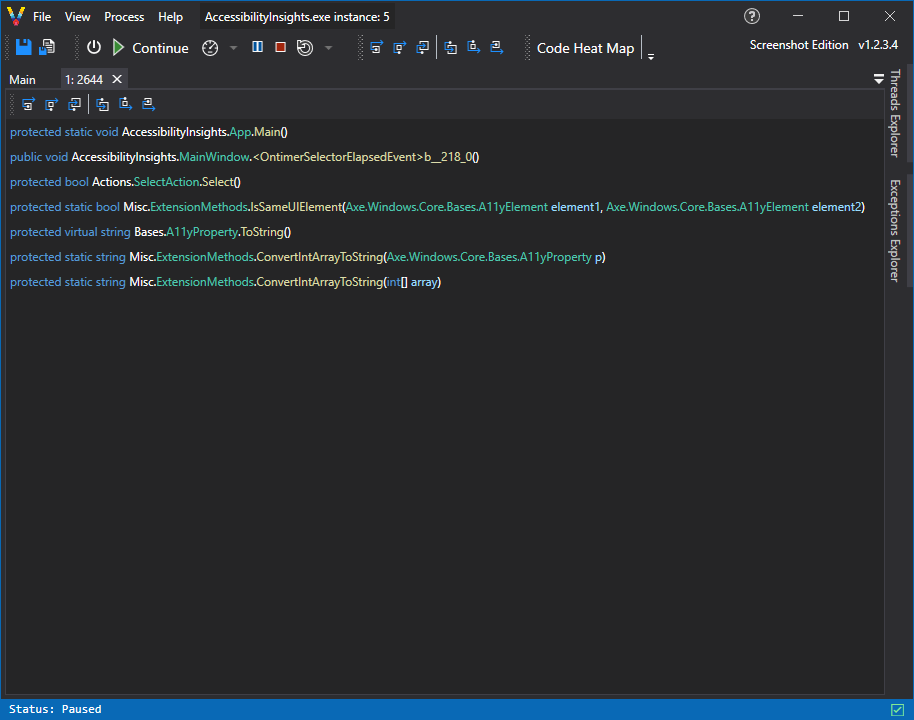 File View Process Help AccessibilityInsights.exe instance: 5
Continue Code Heat Map Screenshot Edition v1.2.3.4
Main 1: 2644
protected static void AccessibilityInsights.App.Main()
public void AccessibilityInsights.MainWindow.<OntimerSelectorElapsedEvent>b__218_0()
protected bool Actions.SelectAction.Select()
protected static bool Misc.ExtensionMethods.IsSameUIElement(Axe.Windows.Core.Bases.A11yElement element1, Axe.Windows.Core.Bases.A11yElement element2)
protected virtual string Bases.A11yProperty.ToString()
protected static string Misc.ExtensionMethods.ConvertIntArrayToString(Axe.Windows.Core.Bases.A11yProperty p)
protected static string Misc.ExtensionMethods.ConvertIntArrayToString(int[] array)
Threads Explorer
Exceptions Explorer
Status: Paused